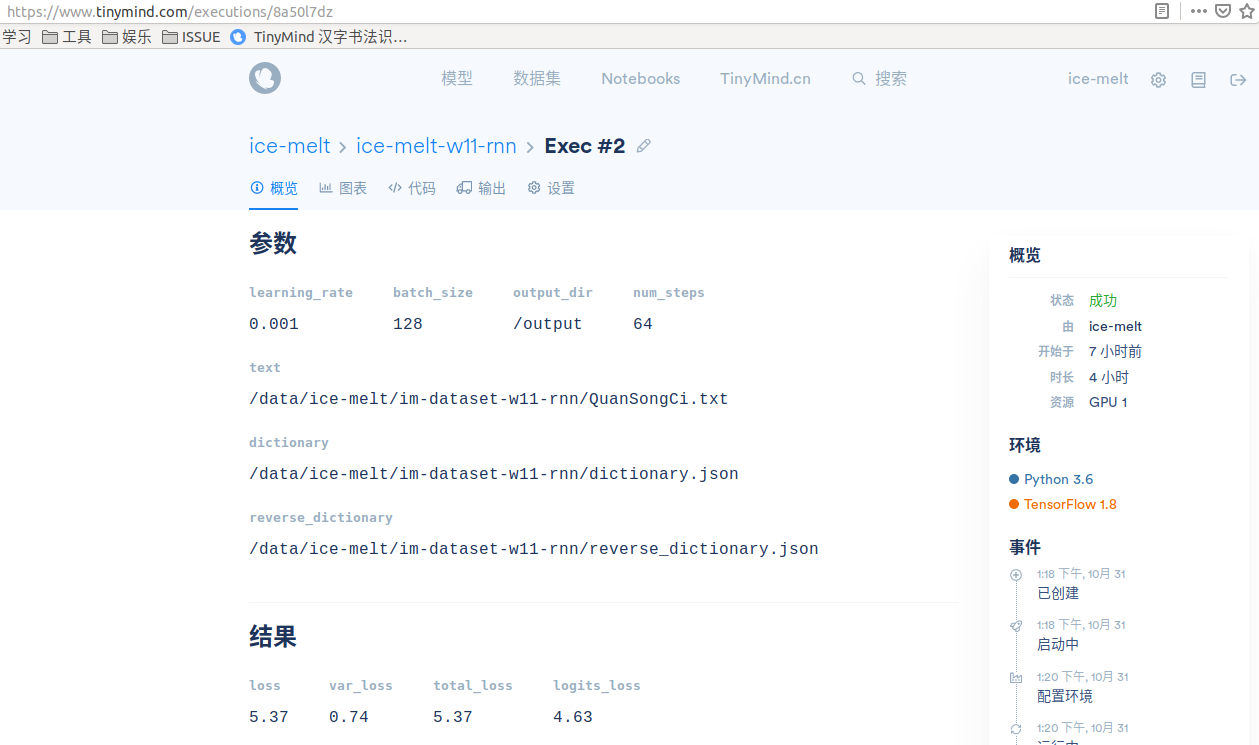 https://www.tinymind.com/executions/8a50l7dz
学习 工具 娱乐 ISSUE TinyMind 汉字书法识…
模型 数据集 Notebooks TinyMind.cn 搜索 ice-melt
ice-melt › ice-melt-w11-rnn › Exec #2
概览 图表 代码 输出 设置
参数
learning_rate batch_size output_dir num_steps
0.001 128 /output 64
text
/data/ice-melt/im-dataset-w11-rnn/QuanSongCi.txt
dictionary
/data/ice-melt/im-dataset-w11-rnn/dictionary.json
reverse_dictionary
/data/ice-melt/im-dataset-w11-rnn/reverse_dictionary.json
结果
loss var_loss total_loss logits_loss
5.37 0.74 5.37 4.63
概览
状态 成功
由 ice-melt
开始于 7 小时前
时长 4 小时
资源 GPU 1
环境
Python 3.6
TensorFlow 1.8
事件
1:18 下午, 10月 31
已创建
1:18 下午, 10月 31
启动中
1:20 下午, 10月 31
配置环境
1:20 下午, 10月 31